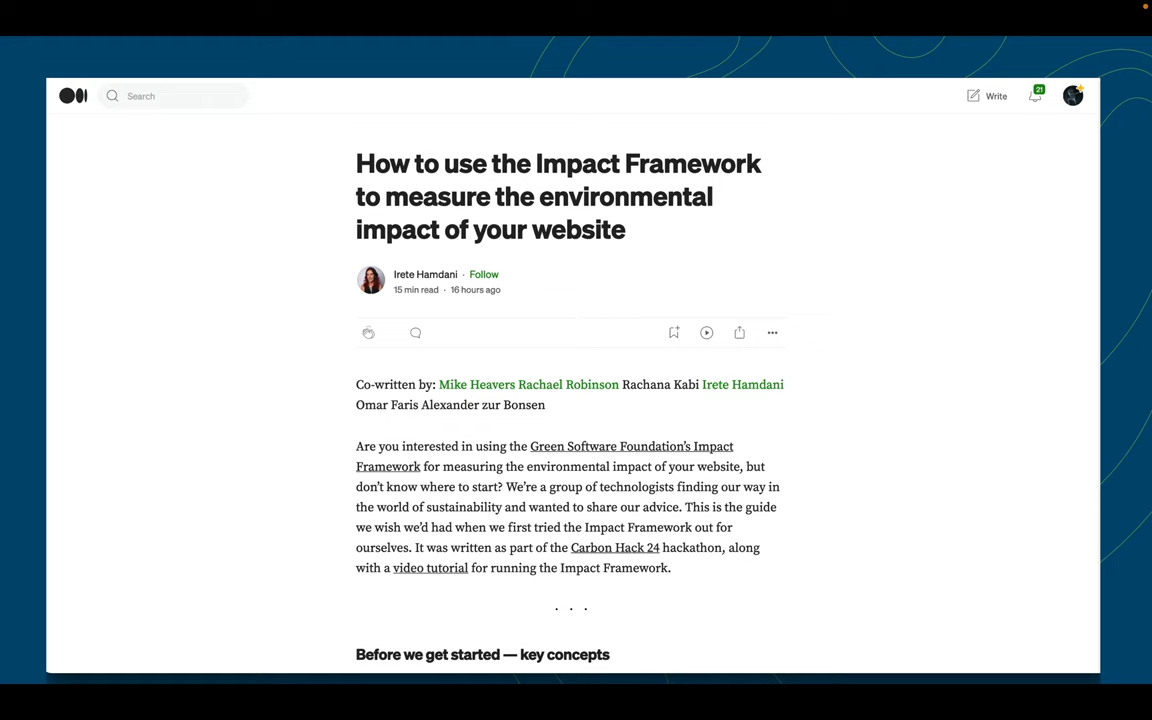 Search
Write
21
How to use the Impact Framework
to measure the environmental
impact of your website
Irete Hamdani · Follow
15 min read · 16 hours ago
Co-written by: Mike Heavers Rachael Robinson Rachana Kabi Irete Hamdani
Omar Faris Alexander zur Bonsen
Are you interested in using the Green Software Foundation’s Impact
Framework for measuring the environmental impact of your website, but
don’t know where to start? We’re a group of technologists finding our way in
the world of sustainability and wanted to share our advice. This is the guide
we wish we’d had when we first tried the Impact Framework out for
ourselves. It was written as part of the Carbon Hack 24 hackathon, along
with a video tutorial for running the Impact Framework.
. . .
Before we get started — key concepts